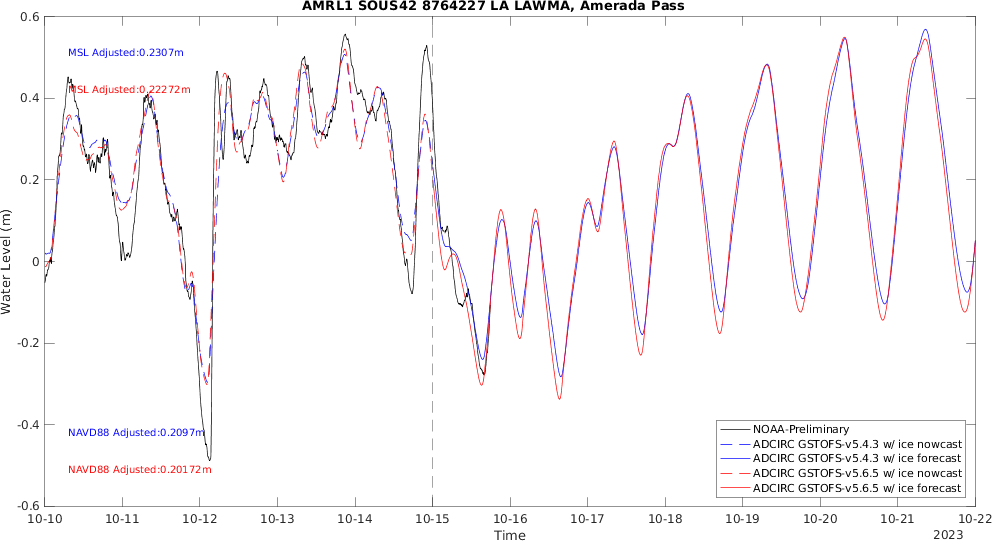 AMRL1 SOUS42 8764227 LA LAWMA, Amerada Pass
0.6
0.4
0.2
0
-0.2
-0.4
-0.6
Water Level (m)
MSL Adjusted:0.2307m
MSL Adjusted:0.22272m
NAVD88 Adjusted:0.2097m
NAVD88 Adjusted:0.20172m
NOAA-Preliminary
ADCIRC GSTOFS-v5.4.3 w/ ice nowcast
ADCIRC GSTOFS-v5.4.3 w/ ice forecast
ADCIRC GSTOFS-v5.6.5 w/ ice nowcast
ADCIRC GSTOFS-v5.6.5 w/ ice forecast
10-10 10-11 10-12 10-13 10-14 10-15 10-16 10-17 10-18 10-19 10-20 10-21 10-22
Time
2023